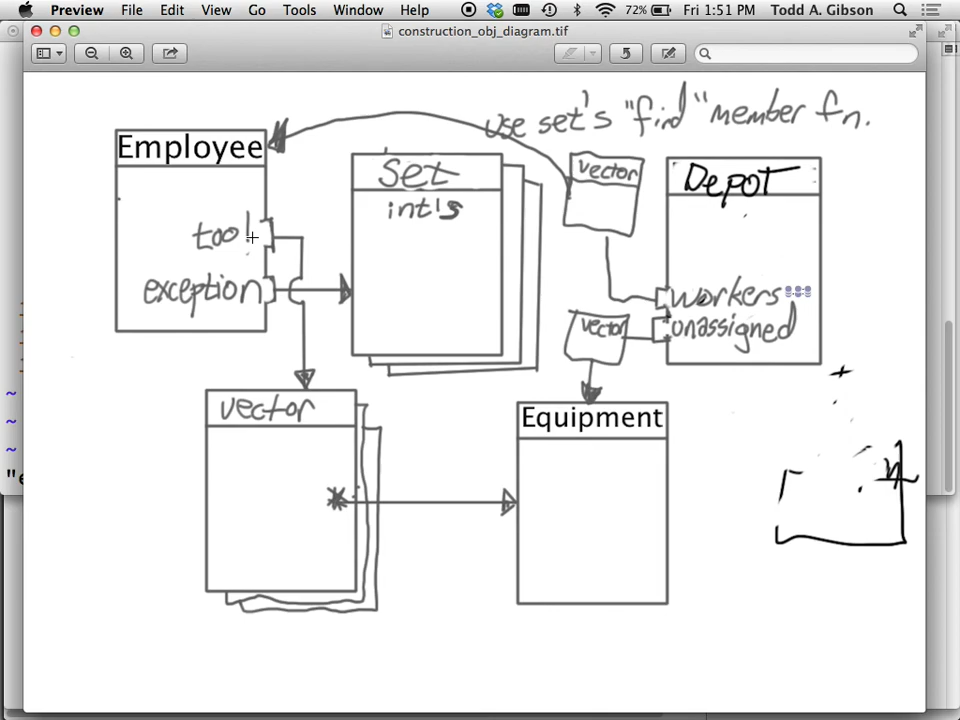 Preview File Edit View Go Tools Window Help 72% Fri 1:51 PM Todd A. Gibson
construction_obj_diagram.tif
use set's "find" member fn.
Employee
tool
exception
Set
int's
vector
Depot
workers
unassigned
vector
vector
Equipment
~
~
~